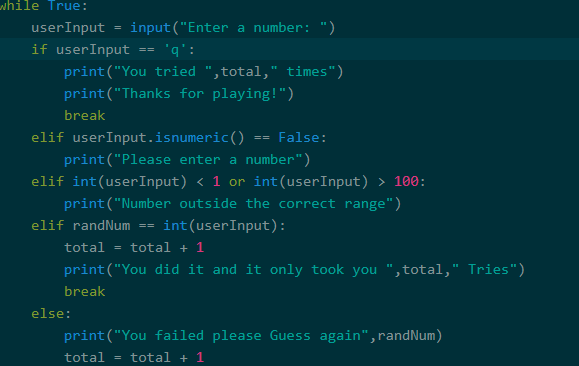 while True:
    userInput = input("Enter a number: ")
    if userInput == 'q':
        print("You tried ",total," times")
        print("Thanks for playing!")
        break
    elif userInput.isnumeric() == False:
        print("Please enter a number")
    elif int(userInput) < 1 or int(userInput) > 100:
        print("Number outside the correct range")
    elif randNum == int(userInput):
        total = total + 1
        print("You did it and it only took you ",total," Tries")
        break
    else:
        print("You failed please Guess again",randNum)
        total = total + 1